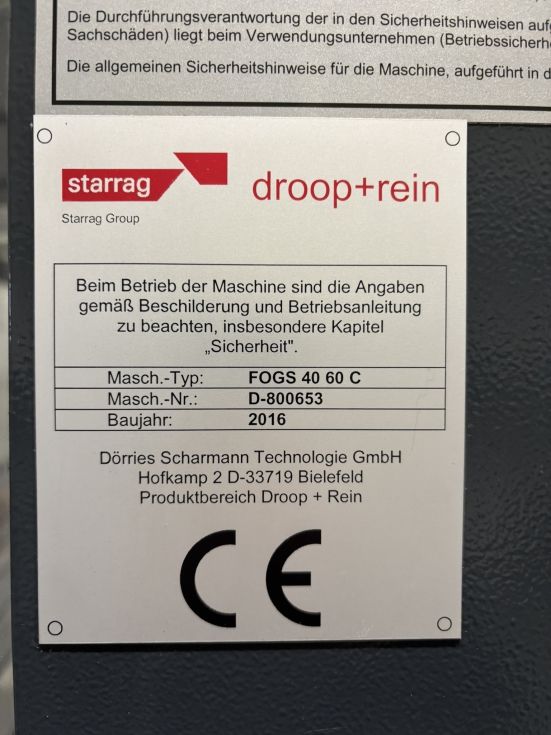 Die Durchführungsverantwortung der in den Sicherheitshinweisen
Sachschäden) liegt beim Verwendungsunternehmen
Die allgemeinen Sicherheitshinweise für die Maschine, aufgeführt in
starrag
droop+rein
Starrag Group
Beim Betrieb der Maschine sind die Angaben
gemäß Beschilderung und Betriebsanleitung
zu beachten, insbesondere Kapitel
„Sicherheit".
Masch.-Typ: FOGS 40 60 C
Masch.-Nr.: D-800653
Baujahr: 2016
Dörries Scharmann Technologie GmbH
Hofkamp 2 D-33719 Bielefeld
Produktbereich Droop + Rein
CE